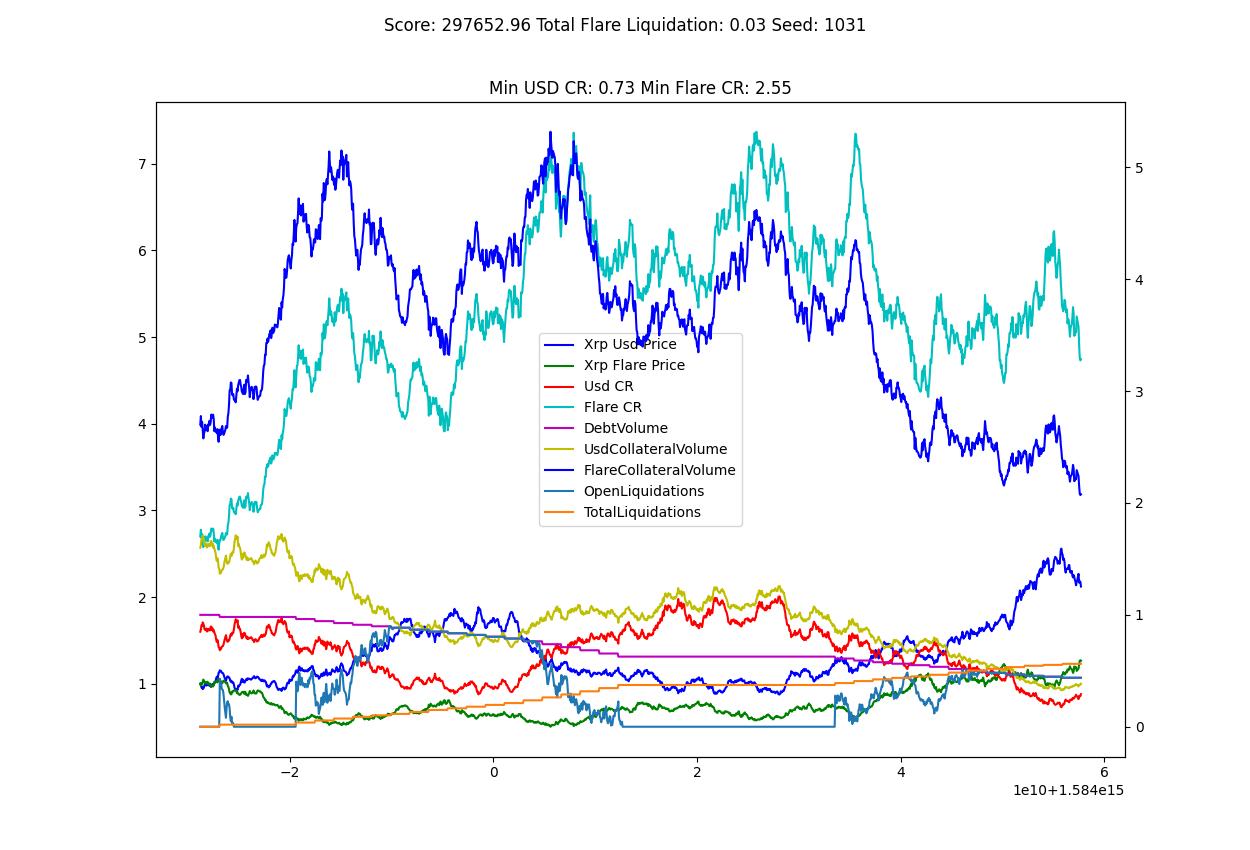 Score: 297652.96 Total Flare Liquidation: 0.03 Seed: 1031
Min USD CR: 0.73 Min Flare CR: 2.55
7
6
5
4
3
2
1
5
4
3
2
1
0
Xrp Usd Price
Xrp Flare Price
Usd CR
Flare CR
DebtVolume
UsdCollateralVolume
FlareCollateralVolume
OpenLiquidations
TotalLiquidations
−2 0 2 4 6
1e10+1.584e15